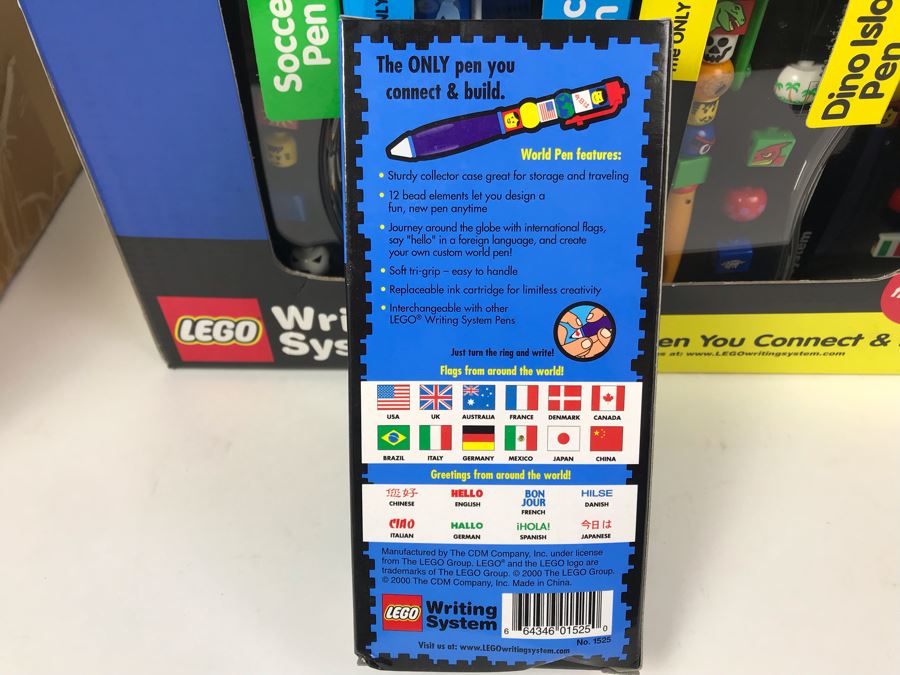 Soccer
Pen
The ONLY
Dino Isla
Pen
The ONLY pen you
connect & build.
World Pen features:
• Sturdy collector case great for storage and traveling
• 12 bead elements let you design a
fun, new pen anytime
• Journey around the globe with international flags,
say "hello" in a foreign language, and create
your own custom world pen!
• Soft tri-grip – easy to handle
• Replaceable ink cartridge for limitless creativity
• Interchangeable with other
LEGO® Writing System Pens
Just turn the ring and write!
Flags from around the world!
USA UK AUSTRALIA FRANCE DENMARK CANADA
BRAZIL ITALY GERMANY MEXICO JAPAN CHINA
Greetings from around the world!
您好 HELLO BON JOUR HILSE
CHINESE ENGLISH FRENCH DANISH
CIAO HALLO ¡HOLA! 今日は
ITALIAN GERMAN SPANISH JAPANESE
Manufactured by The CDM Company, Inc. under license
from The LEGO Group. LEGO® and the LEGO logo are
trademarks of The LEGO Group. © 2000 The LEGO Group.
© 2000 The CDM Company, Inc. Made in China.
LEGO Writing
System
6 64346 01525 0
No. 1525
Visit us at: www.LEGOwritingsystem.com
LEGO Wri
Sys
en You Connect &
s at: www.LEGOwritingsystem.com